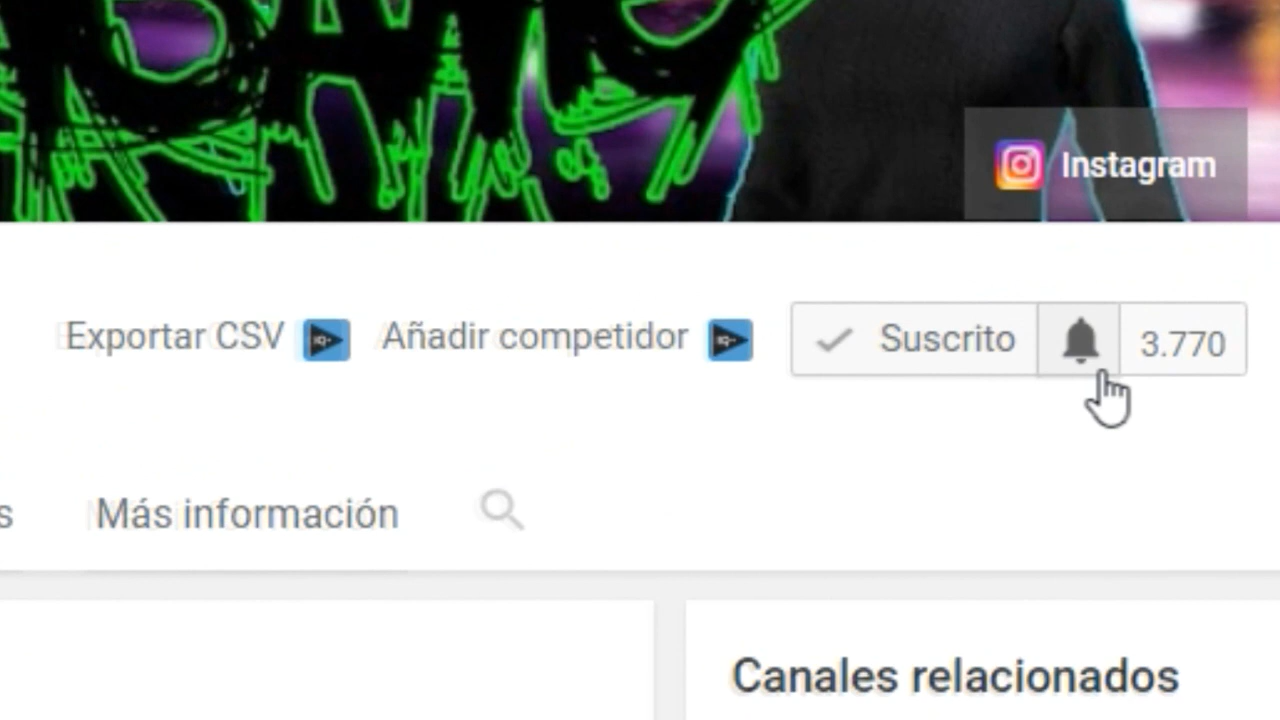 Instagram
Exportar CSV Añadir competidor Suscrito 3.770
s Más información
Canales relacionados